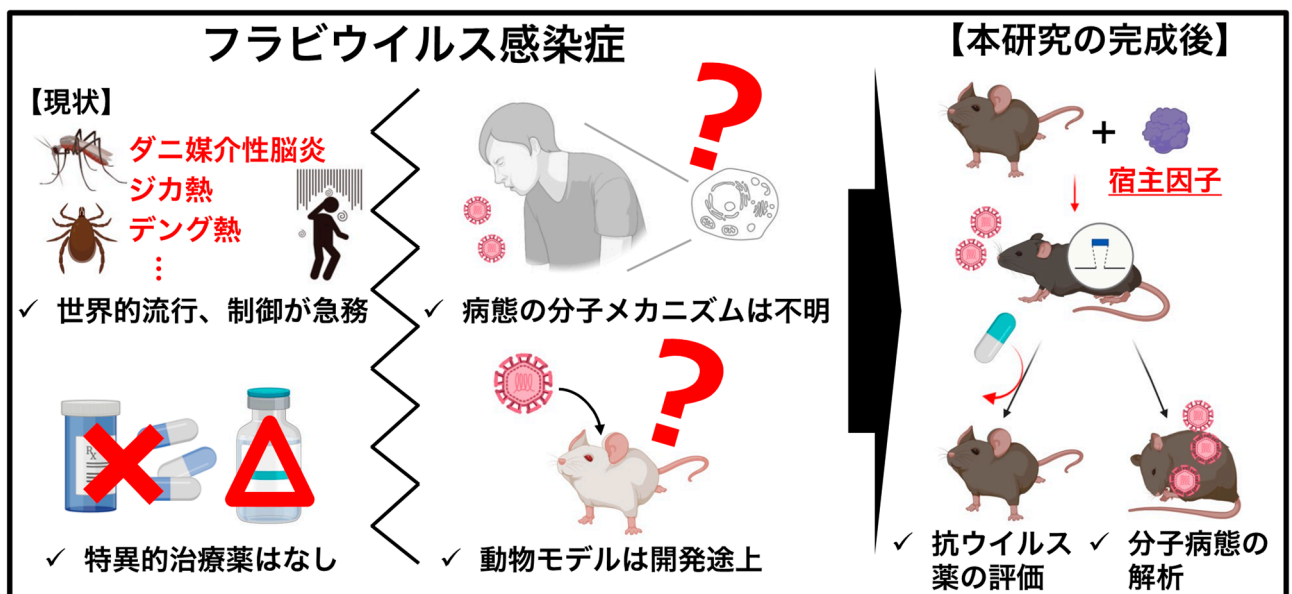 フラビウイルス感染症
【現状】
ダニ媒介性脳炎
ジカ熱
デング熱
⋮
✓ 世界的流行、制御が急務
✓ 病態の分子メカニズムは不明
Rx
✓ 特異的治療薬はなし
?
?
✓ 動物モデルは開発途上
【本研究の完成後】
+
宿主因子
✓ 抗ウイルス
薬の評価
✓ 分子病態の
解析